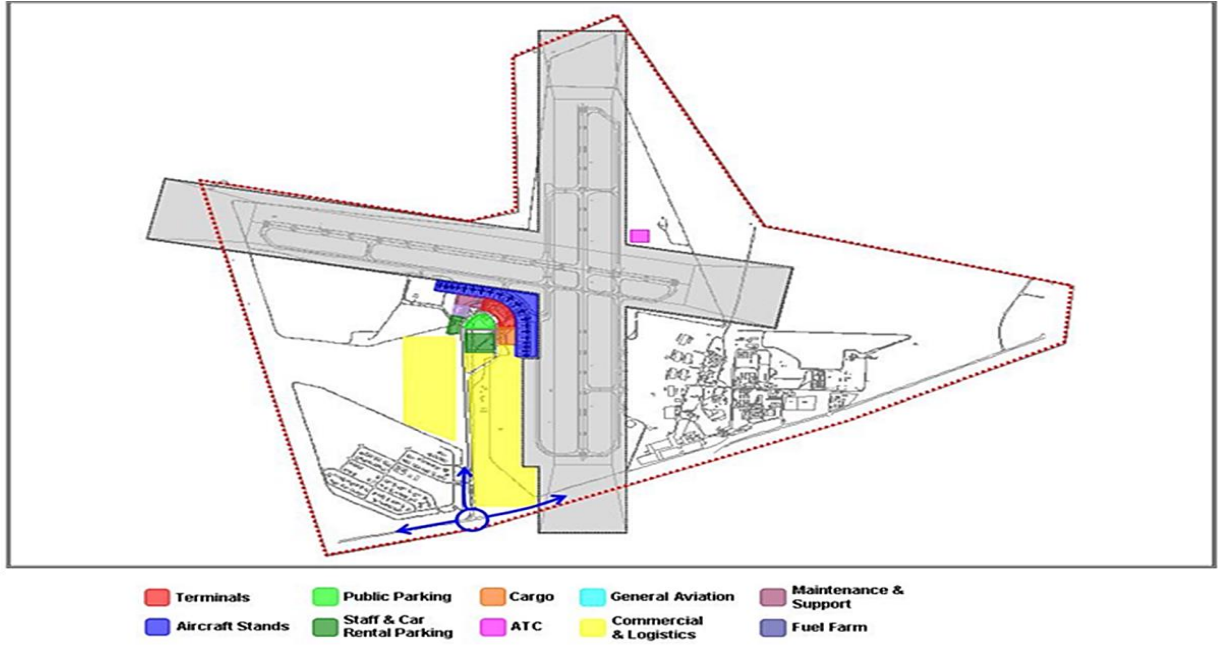 Terminals
Public Parking
Cargo
General Aviation
Maintenance &
Support
Aircraft Stands
Staff & Car
Rental Parking
ATC
Commercial
& Logistics
Fuel Farm